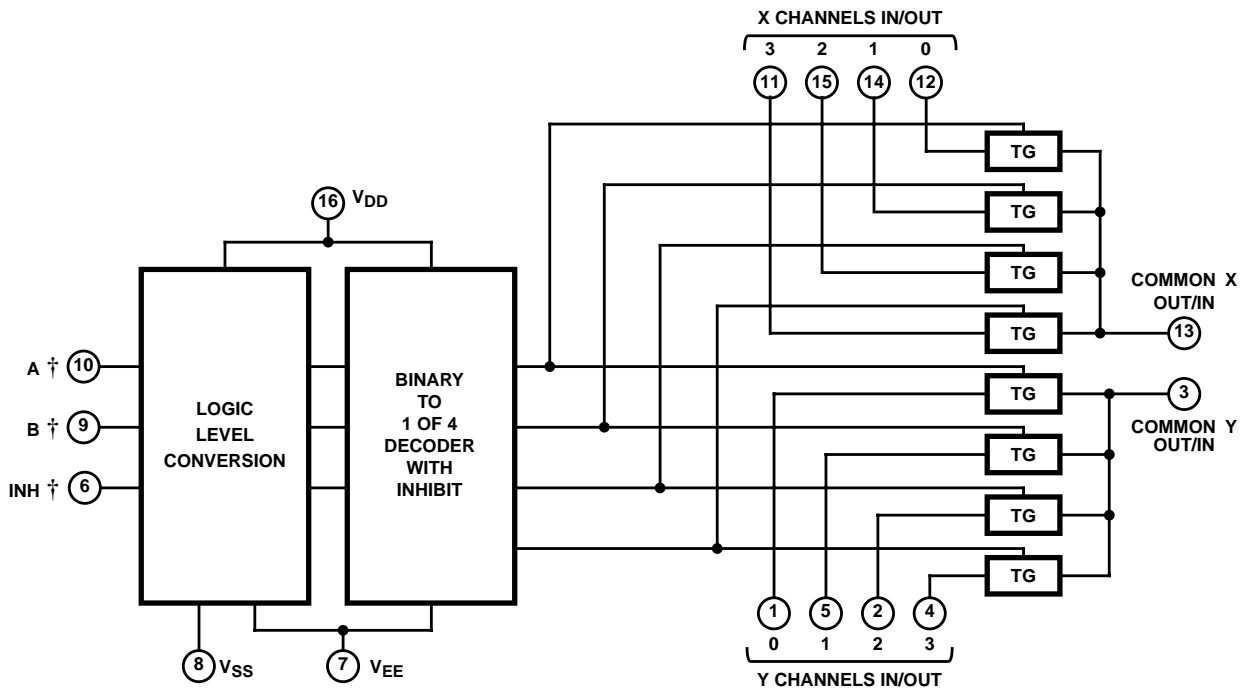 X CHANNELS IN/OUT
3 2 1 0
11 15 14 12
TG
16 VDD
TG
TG
COMMON X
OUT/IN
TG
13
A † 10
BINARY
TO
1 OF 4
DECODER
WITH
INHIBIT
TG
3
LOGIC
LEVEL
CONVERSION
B † 9
COMMON Y
OUT/IN
TG
INH † 6
TG
TG
1 5 2 4
0 1 2 3
8 VSS
7 VEE
Y CHANNELS IN/OUT